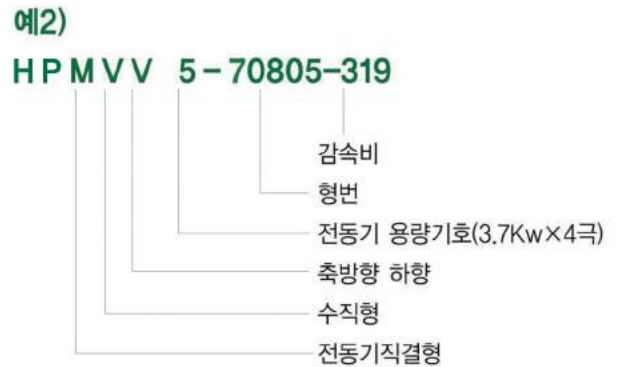 예2)
HPMVV 5-70805-319
감속비
형번
전동기 용량기호(3.7Kw×4극)
축방향 하향
수직형
전동기직결형